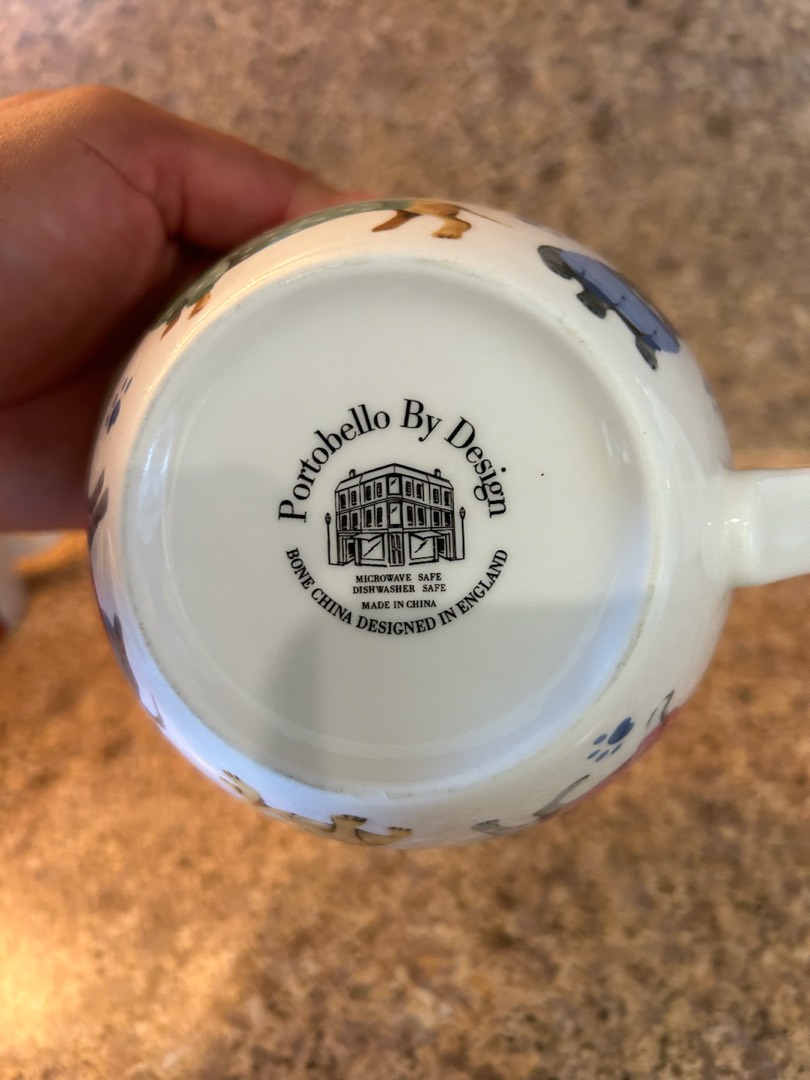 Portobello By Design
MICROWAVE SAFE
DISHWASHER SAFE
MADE IN CHINA
BONE CHINA DESIGNED IN ENGLAND